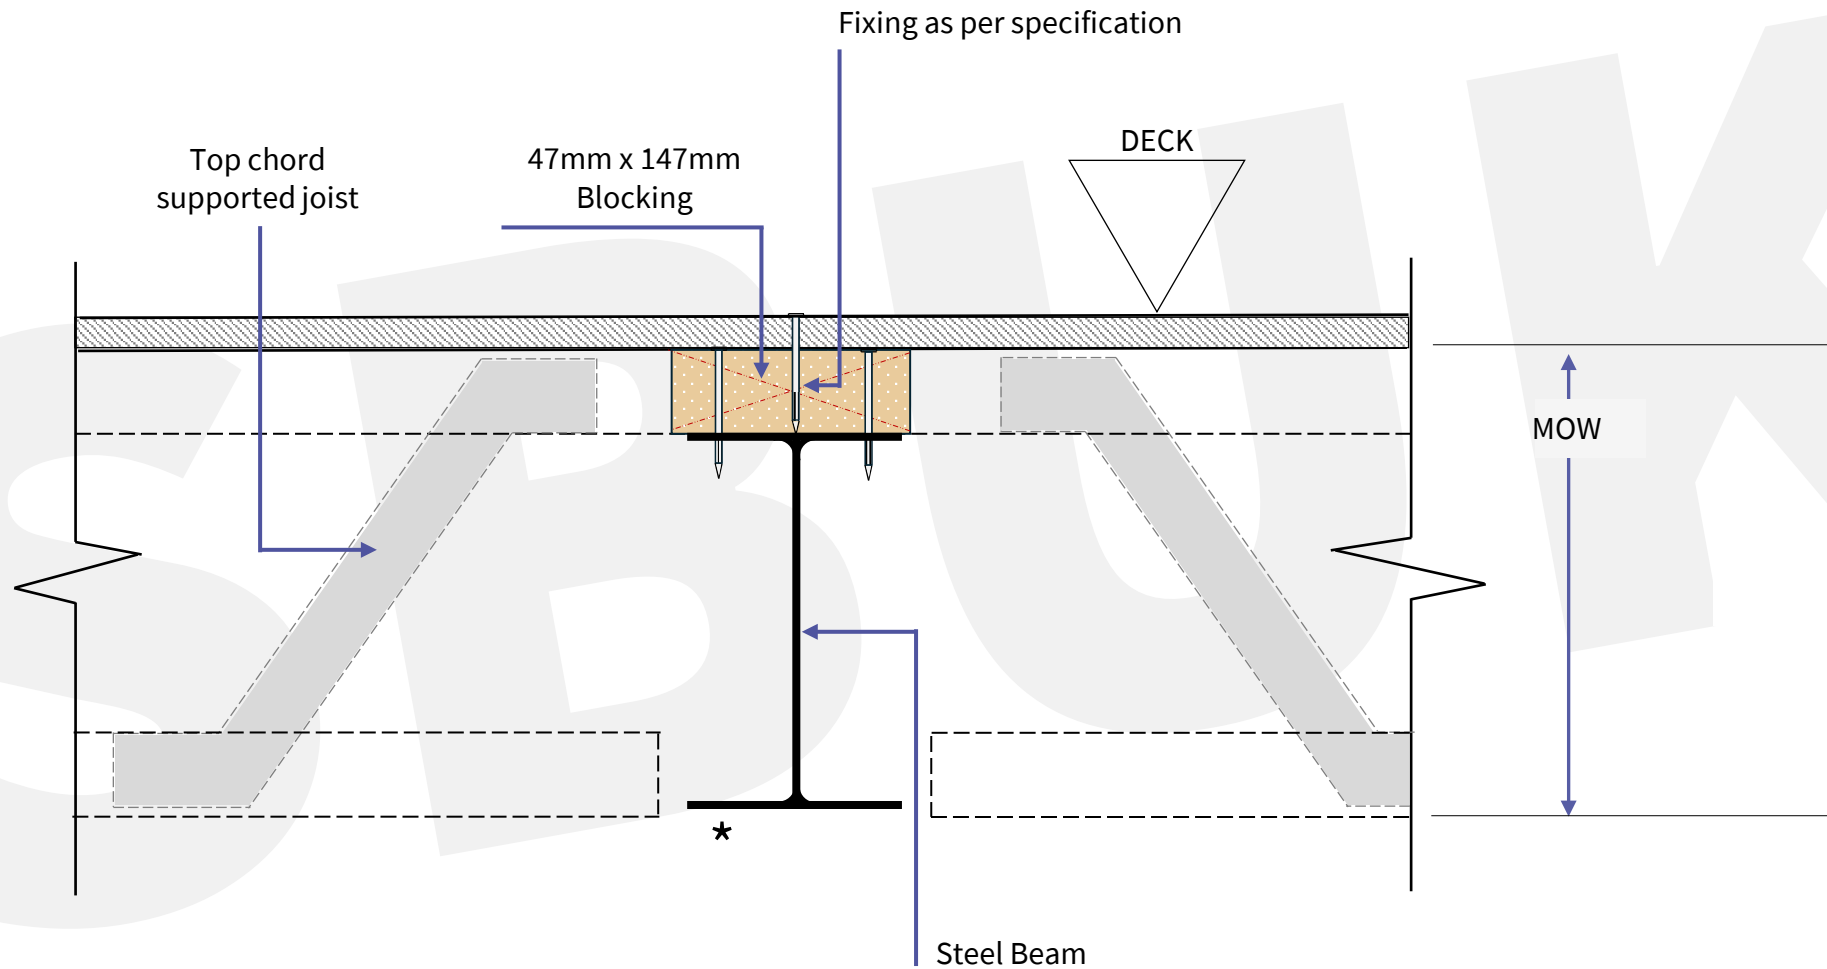 Fixing as per specification
DECK
Top chord
supported joist
47mm x 147mm
Blocking
MOW
*
Steel Beam
SBUK